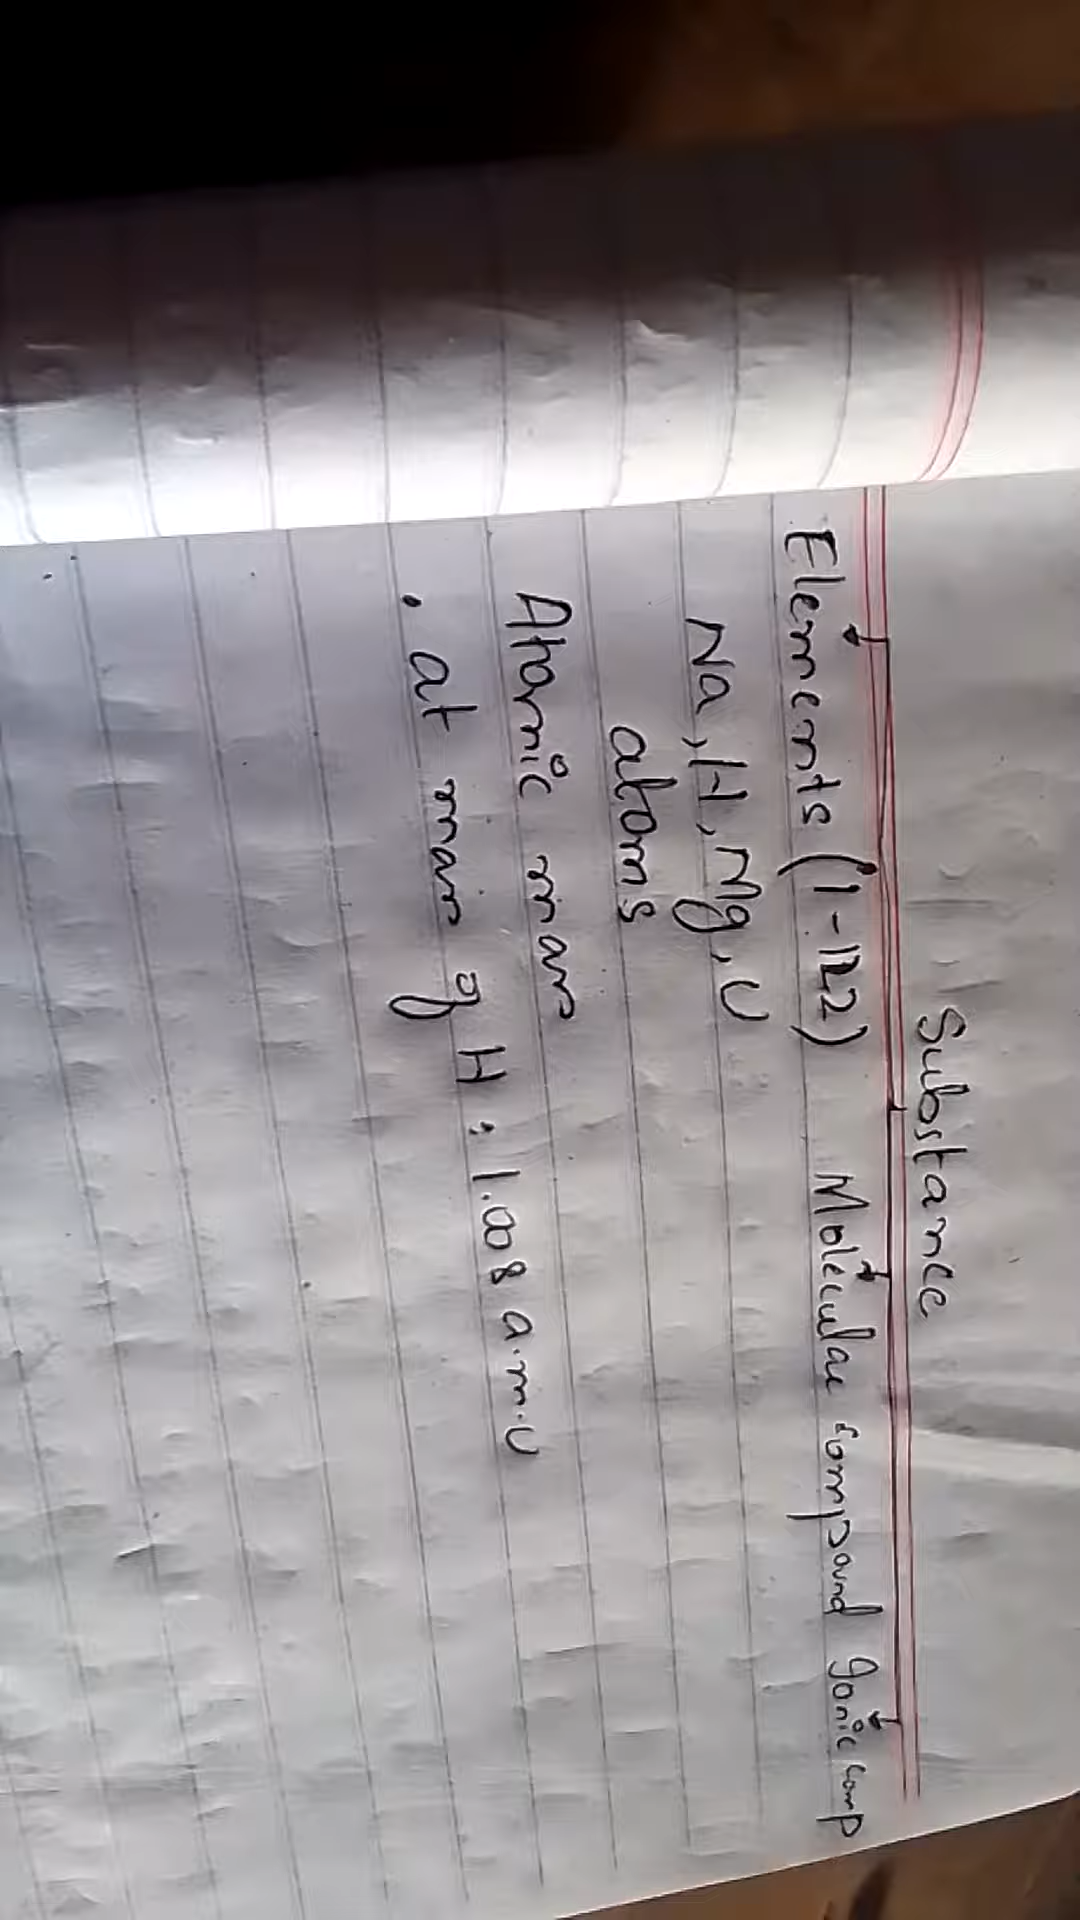 Substance
Elements (1-122) Molecular compound Ionic comp
Na, H, Mg, U
atoms
Atomic mass
. at mass of H : 1.008 a.m.U